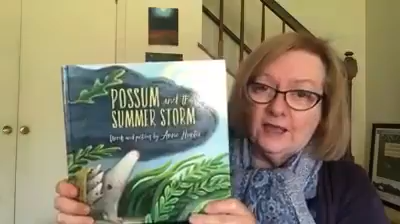 POSSUM and the
SUMMER STORM
Words and pictures by Anne Hunter